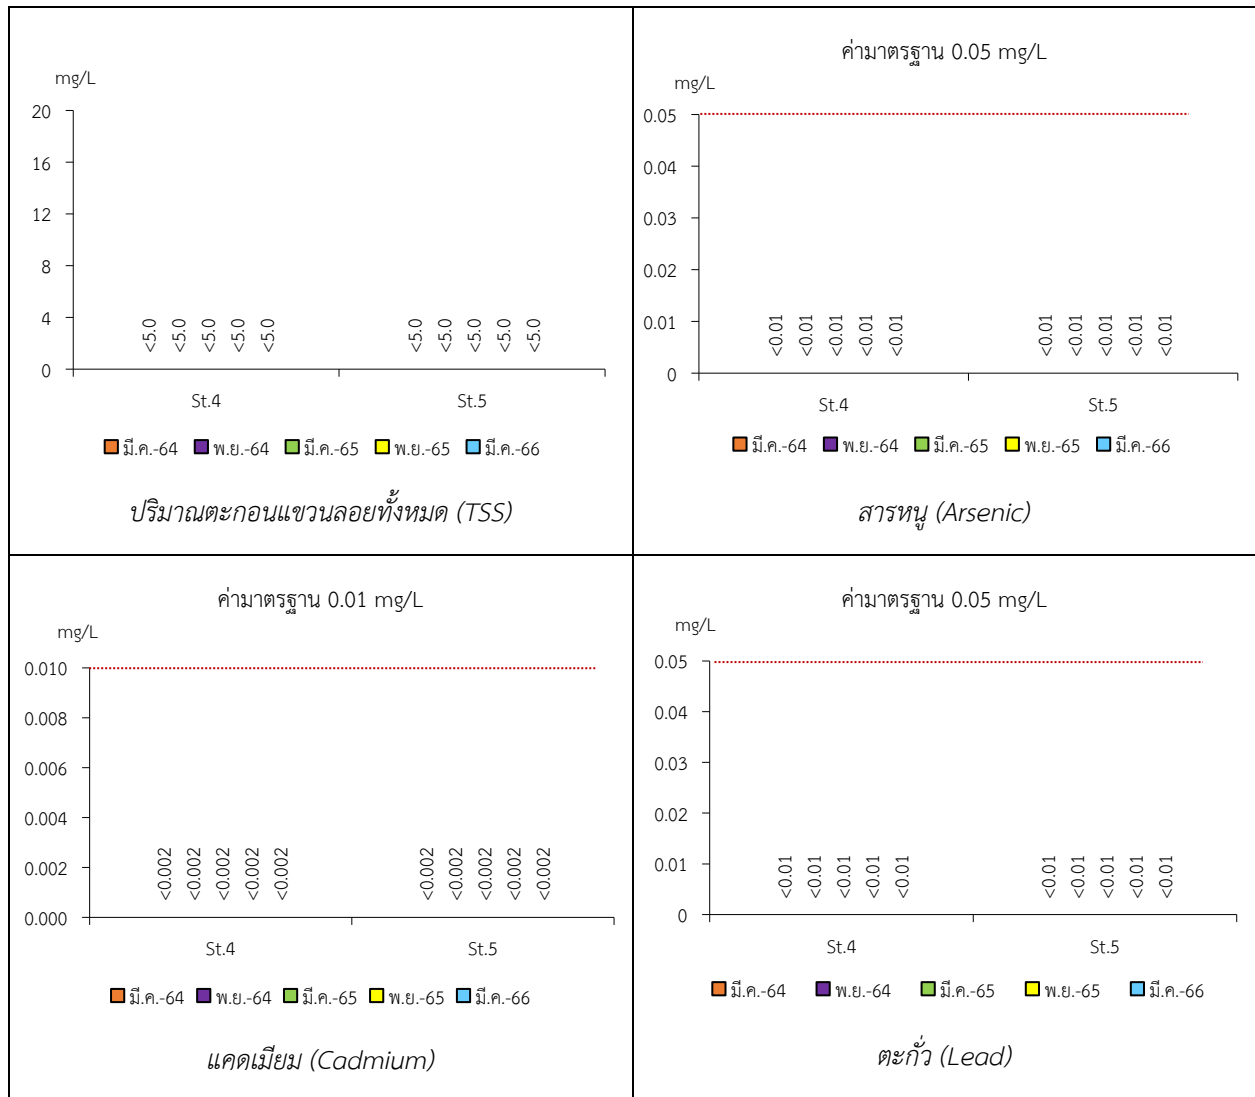 mg/L
20
16
12
8
4
0
<5.0 <5.0 <5.0 <5.0 <5.0 <5.0 <5.0 <5.0 <5.0 <5.0
St.4 St.5
มี.ค.-64 พ.ย.-64 มี.ค.-65 พ.ย.-65 มี.ค.-66
ปริมาณตะกอนแขวนลอยทั้งหมด (TSS)
ค่ามาตรฐาน 0.05 mg/L
mg/L
0.05
0.04
0.03
0.02
0.01
0
<0.01 <0.01 <0.01 <0.01 <0.01 <0.01 <0.01 <0.01 <0.01 <0.01
St.4 St.5
มี.ค.-64 พ.ย.-64 มี.ค.-65 พ.ย.-65 มี.ค.-66
สารหนู (Arsenic)
ค่ามาตรฐาน 0.01 mg/L
mg/L
0.010
0.008
0.006
0.004
0.002
0.000
<0.002 <0.002 <0.002 <0.002 <0.002 <0.002 <0.002 <0.002 <0.002 <0.002
St.4 St.5
มี.ค.-64 พ.ย.-64 มี.ค.-65 พ.ย.-65 มี.ค.-66
แคดเมียม (Cadmium)
ค่ามาตรฐาน 0.05 mg/L
mg/L
0.05
0.04
0.03
0.02
0.01
0
<0.01 <0.01 <0.01 <0.01 <0.01 <0.01 <0.01 <0.01 <0.01 <0.01
St.4 St.5
มี.ค.-64 พ.ย.-64 มี.ค.-65 พ.ย.-65 มี.ค.-66
ตะกั่ว (Lead)